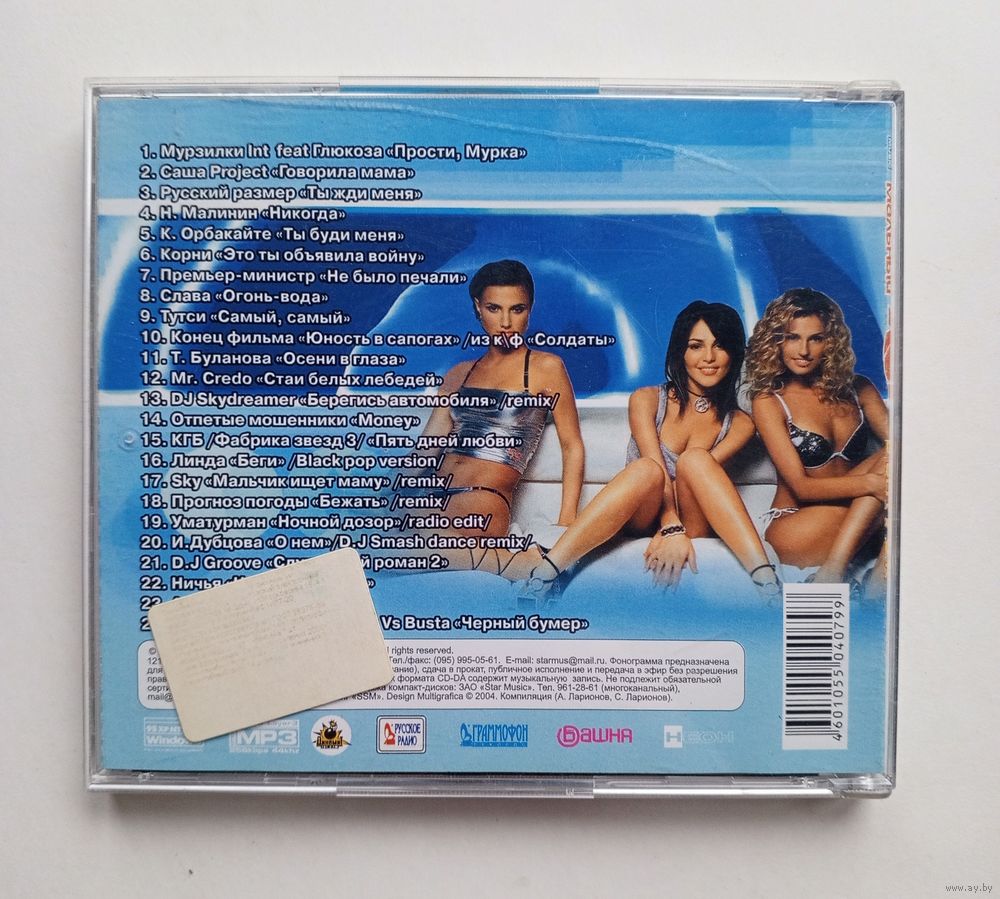 1. Мурзилки Int feat Глюкоза «Прости, Мурка»
2. Саша Project «Говорила мама»
3. Русский размер «Ты жди меня»
4. Н. Малинин «Никогда»
5. К. Орбакайте «Ты буди меня»
6. Корни «Это ты объявила войну»
7. Премьер-министр «Не было печали»
8. Слава «Огонь-вода»
9. Тутси «Самый, самый»
10. Конец фильма «Юность в сапогах» /из к\ф «Солдаты»
11. Т. Буланова «Осени в глаза»
12. Mr. Credo «Стаи белых лебедей»
13. DJ Skydreamer «Берегись автомобиля» /remix/
14. Отпетые мошенники «Money»
15. КГБ /Фабрика звезд 3/ «Пять дней любви»
16. Линда «Беги» /Black pop version/
17. Sky «Мальчик ищет маму» /remix/
18. Прогноз погоды «Бежать» /remix/
19. Уматурман «Ночной дозор»/radio edit/
20. И.Дубцова «О нем»/D.J Smash dance remix/
21. D.J Groove роман 2»
22. Ничья
23.
Vs Busta «Черный бумер»
rights reserved.
Тел./факс: (095) 995-05-61. E-mail: starmus@mail.ru. Фонограмма предназначена
для сдача в прокат, публичное исполнение и передача в эфир без разрешения
формата CD-DA содержит музыкальную запись. Не подлежит обязательной
компакт-дисков: ЗАО «Star Music». Тел. 961-28-61 (многоканальный),
mail@ «SSM». Design Multigrafica © 2004. Компиляция (А. Ларионов, С. Ларионов).
MP3
РУССКОЕ РАДИО
ГРАММОФОН
БАШНЯ
НЕОН
4601055040799
www.ay.by